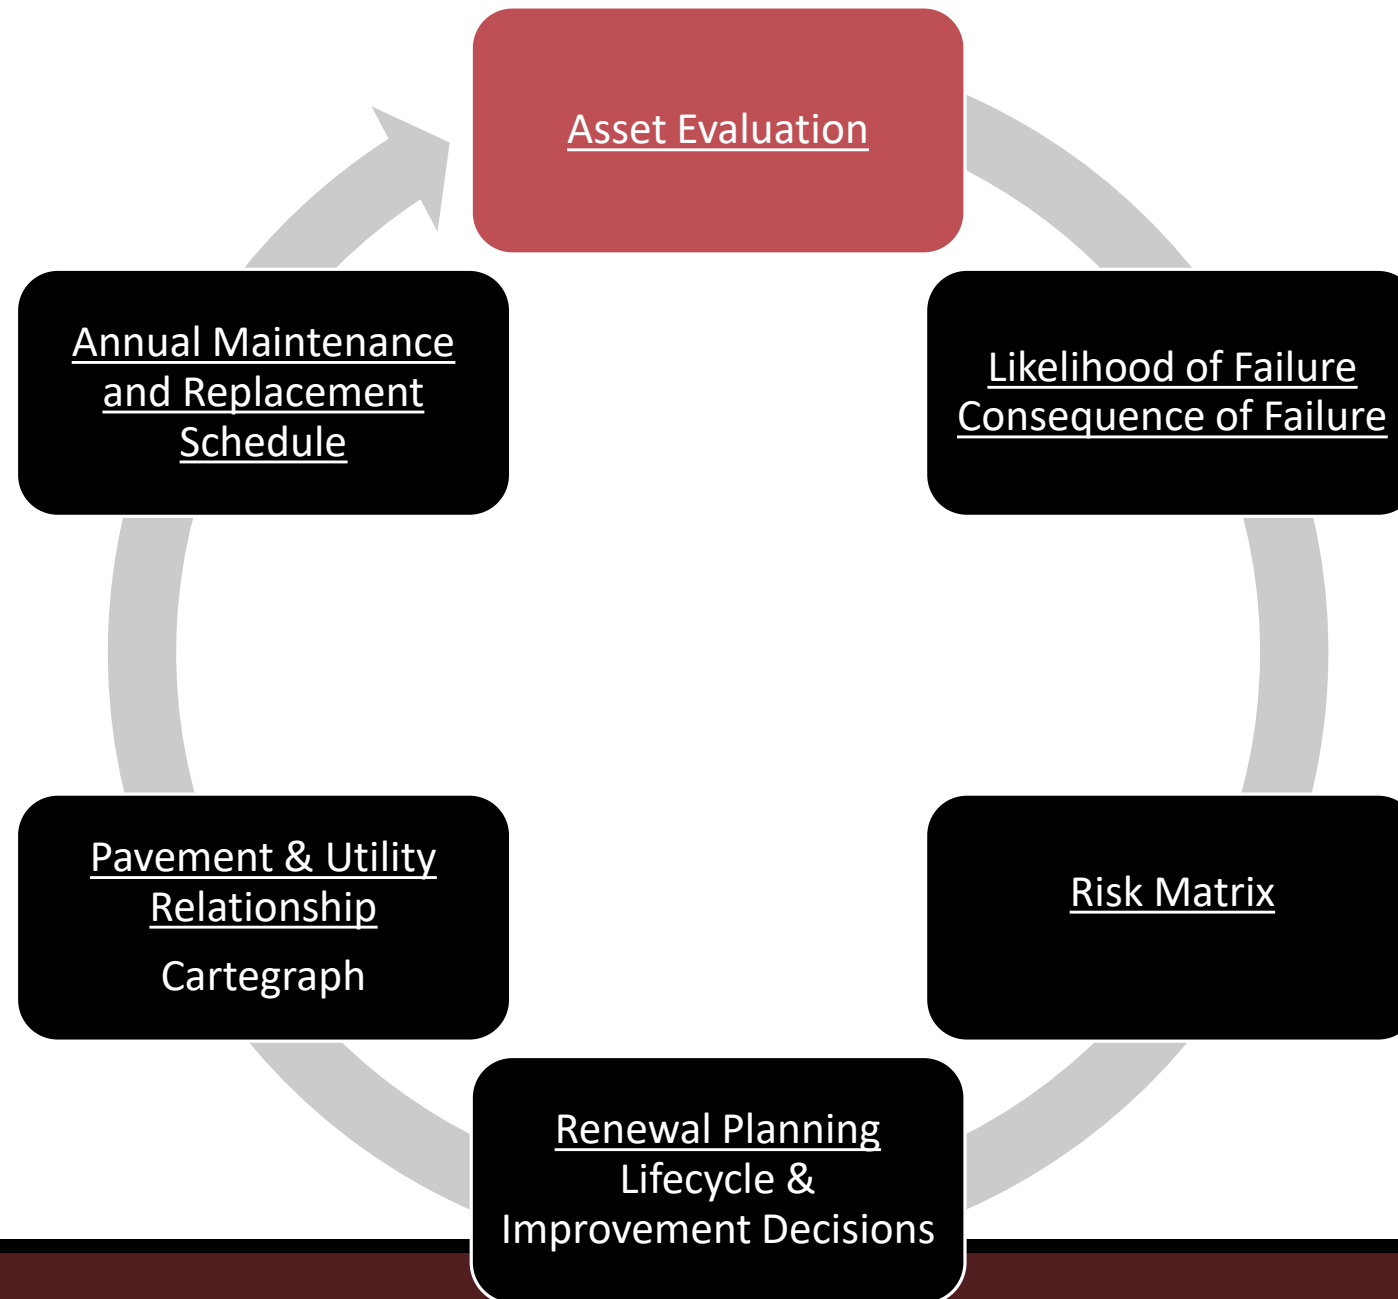 Asset Evaluation
Likelihood of Failure
Consequence of Failure
Risk Matrix
Renewal Planning
Lifecycle &
Improvement Decisions
Pavement & Utility
Relationship
Cartegraph
Annual Maintenance
and Replacement
Schedule